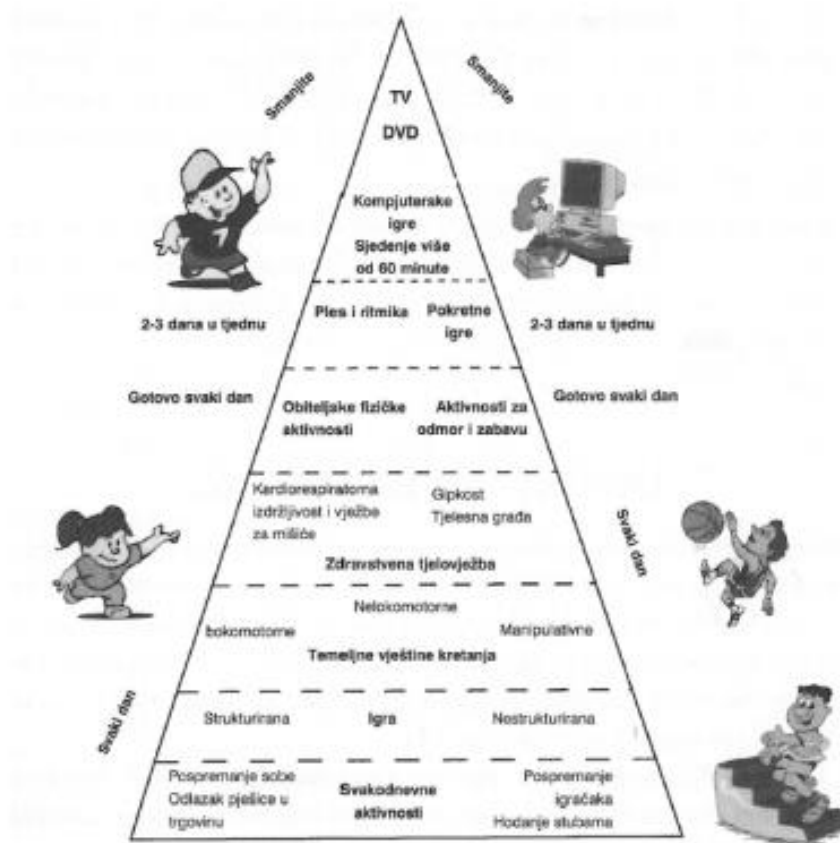 Smanjite
Smanjite
TV
DVD
Kompjuterske
igre
Sjedenje više
od 60 minute
2-3 dana u tjednu
Ples i ritmika
Pokretne
igre
2-3 dana u tjednu
Gotovo svaki dan
Obiteljske fizičke
aktivnosti
Aktivnosti za
odmor i zabavu
Gotovo svaki dan
Kardiorespiratorna
izdržljivost i vježbe
za mišiće
Gipkost
Tjelesna građa
Zdravstvena tjelovježba
Svaki dan
Nelokomotorne
bokomotorne
Manipulativne
Temeljne vještine kretanja
Svaki dan
Strukturirana
Igra
Nestrukturirana
Pospremanje sobe
Odlazak pješice u
trgovinu
Svakodnevne
aktivnosti
Pospremanje
igračaka
Hodanje stubama